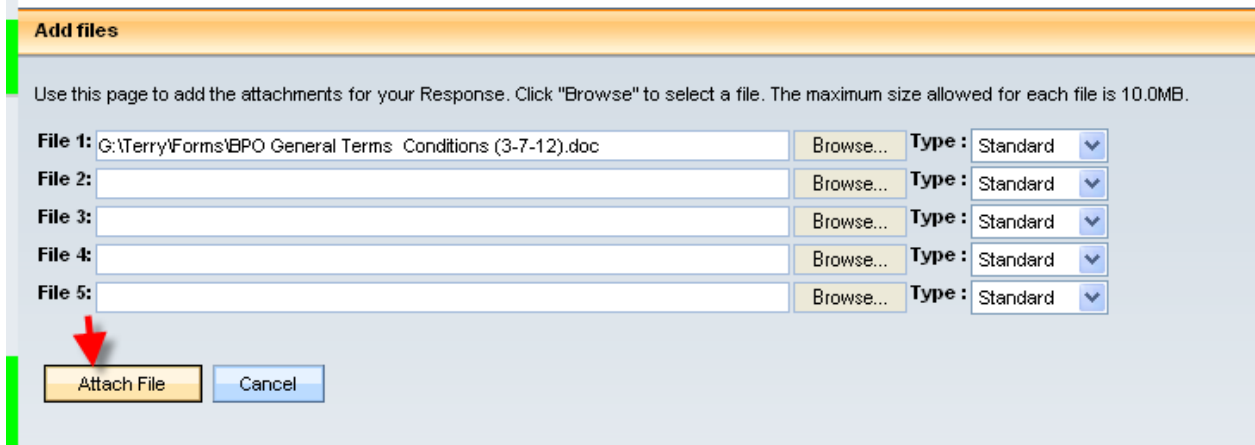 Add files
Use this page to add the attachments for your Response. Click "Browse" to select a file. The maximum size allowed for each file is 10.0MB.
File 1: G:\Terry\Forms\BPO General Terms  Conditions (3-7-12).doc Browse... Type : Standard
File 2: Browse... Type : Standard
File 3: Browse... Type : Standard
File 4: Browse... Type : Standard
File 5: Browse... Type : Standard
Attach File Cancel